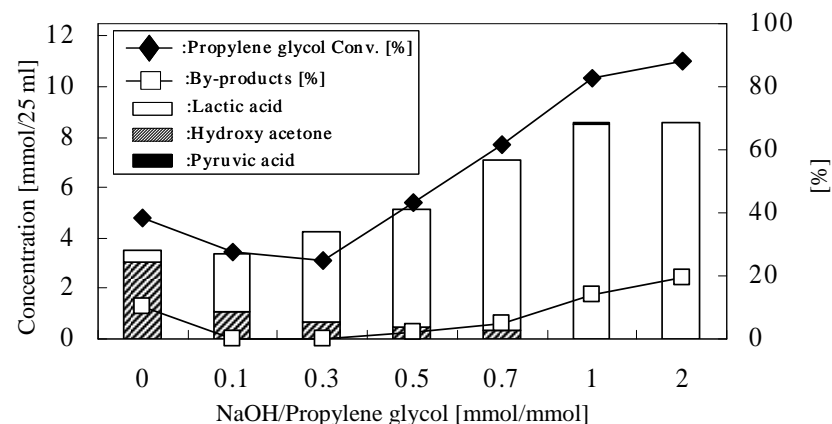 12
10
8
6
4
2
0
Concentration [mmol/25 ml]
:Propylene glycol Conv. [%]
:By-products [%]
:Lactic acid
:Hydroxy acetone
:Pyruvic acid
100
80
60
40
20
0
[%]
0 0.1 0.3 0.5 0.7 1 2
NaOH/Propylene glycol [mmol/mmol]